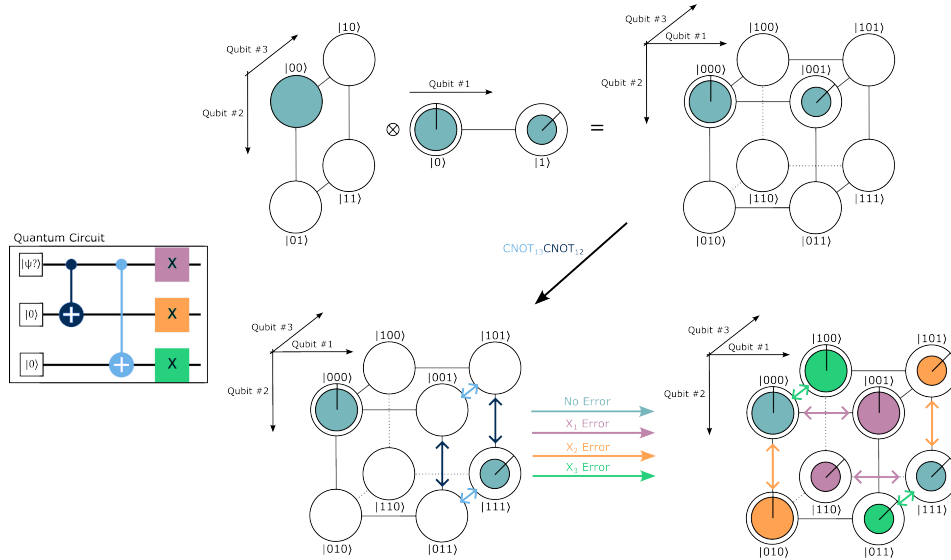 Qubit #3
Qubit #2
|00⟩
|10⟩
|01⟩
|11⟩
⊗
Qubit #1
|0⟩
|1⟩
=
Qubit #3
Qubit #1
Qubit #2
|100⟩
|101⟩
|000⟩
|001⟩
|110⟩
|111⟩
|010⟩
|011⟩
CNOT₁₃CNOT₁₂
Quantum Circuit
|ψ?⟩ X
|0⟩ X
|0⟩ X
Qubit #3
Qubit #1
Qubit #2
|100⟩
|101⟩
|000⟩
|001⟩
|110⟩
|111⟩
|010⟩
|011⟩
No Error
X₁ Error
X₂ Error
X₃ Error
Qubit #3
Qubit #1
Qubit #2
|100⟩
|101⟩
|000⟩
|001⟩
|110⟩
|111⟩
|010⟩
|011⟩